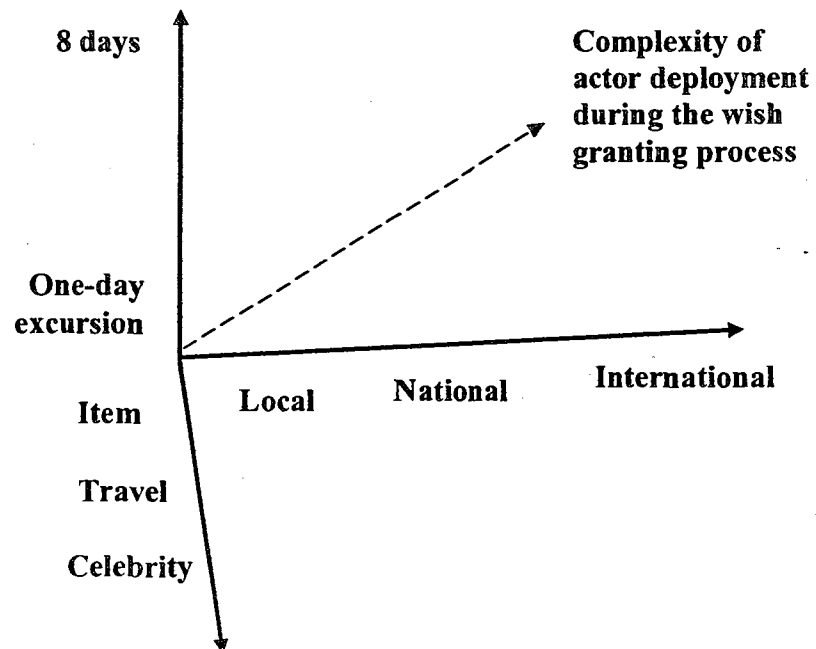 8 days
Complexity of
actor deployment
during the wish
granting process
One-day
excursion
Local
National
International
Item
Travel
Celebrity